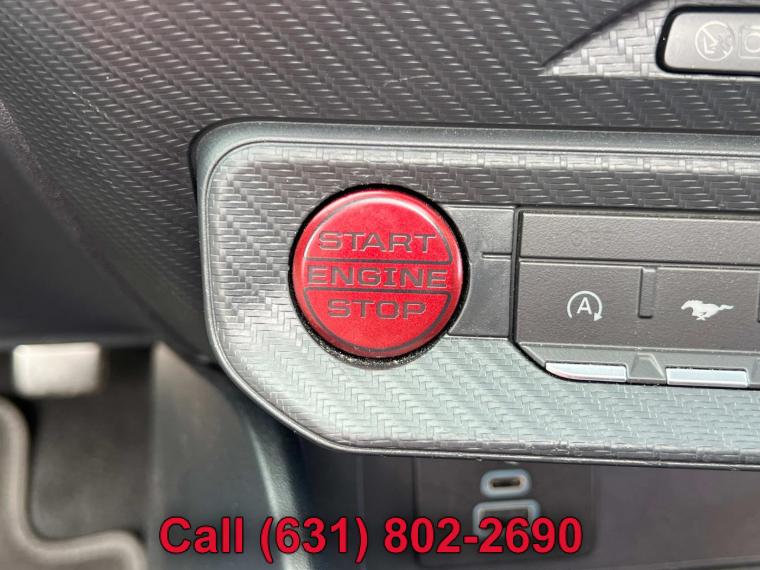 START
ENGINE
STOP
A
Call (631) 802-2690